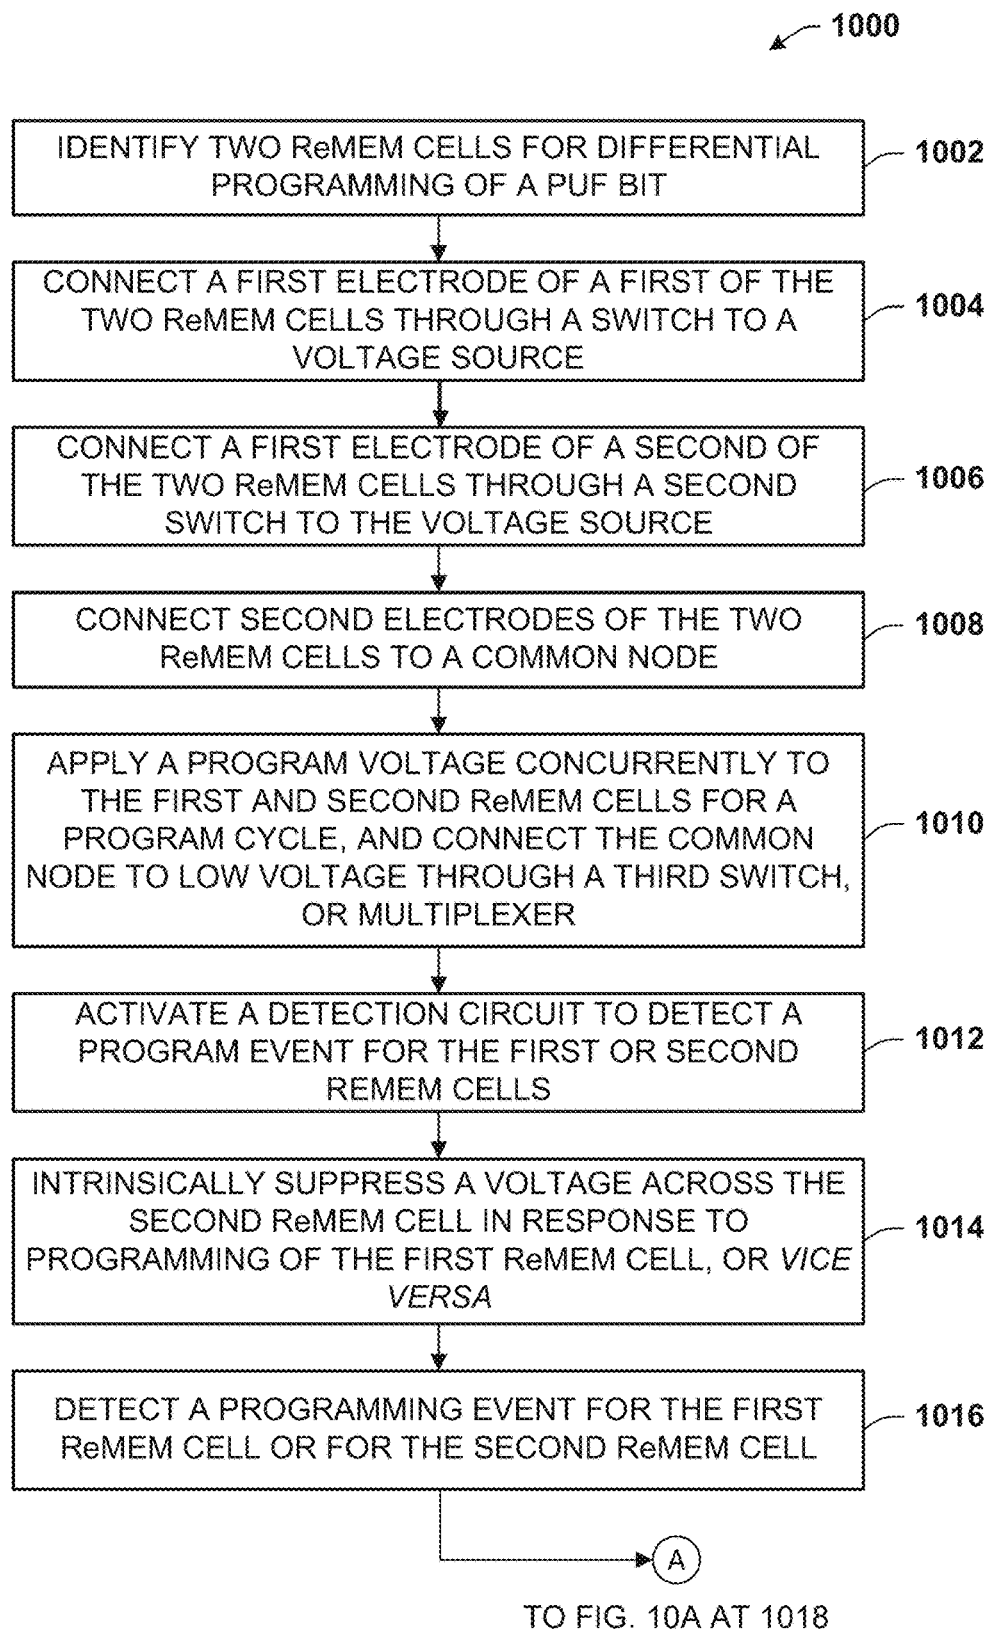 1000
IDENTIFY TWO ReMEM CELLS FOR DIFFERENTIAL
PROGRAMMING OF A PUF BIT
1002
CONNECT A FIRST ELECTRODE OF A FIRST OF THE
TWO ReMEM CELLS THROUGH A SWITCH TO A
VOLTAGE SOURCE
1004
CONNECT A FIRST ELECTRODE OF A SECOND OF
THE TWO ReMEM CELLS THROUGH A SECOND
SWITCH TO THE VOLTAGE SOURCE
1006
CONNECT SECOND ELECTRODES OF THE TWO
ReMEM CELLS TO A COMMON NODE
1008
APPLY A PROGRAM VOLTAGE CONCURRENTLY TO
THE FIRST AND SECOND ReMEM CELLS FOR A
PROGRAM CYCLE, AND CONNECT THE COMMON
NODE TO LOW VOLTAGE THROUGH A THIRD SWITCH,
OR MULTIPLEXER
1010
ACTIVATE A DETECTION CIRCUIT TO DETECT A
PROGRAM EVENT FOR THE FIRST OR SECOND
REMEM CELLS
1012
INTRINSICALLY SUPPRESS A VOLTAGE ACROSS THE
SECOND ReMEM CELL IN RESPONSE TO
PROGRAMMING OF THE FIRST ReMEM CELL, OR VICE
VERSA
1014
DETECT A PROGRAMMING EVENT FOR THE FIRST
ReMEM CELL OR FOR THE SECOND ReMEM CELL
1016
A
TO FIG. 10A AT 1018